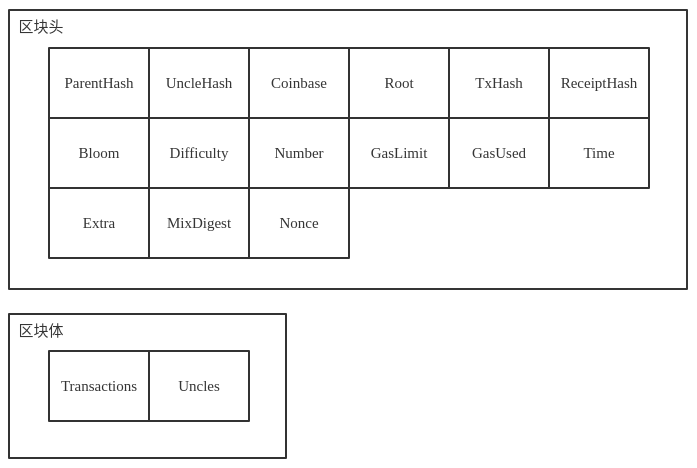 区块头
ParentHash UncleHash Coinbase Root TxHash ReceiptHash
Bloom Difficulty Number GasLimit GasUsed Time
Extra MixDigest Nonce
区块体
Transactions Uncles